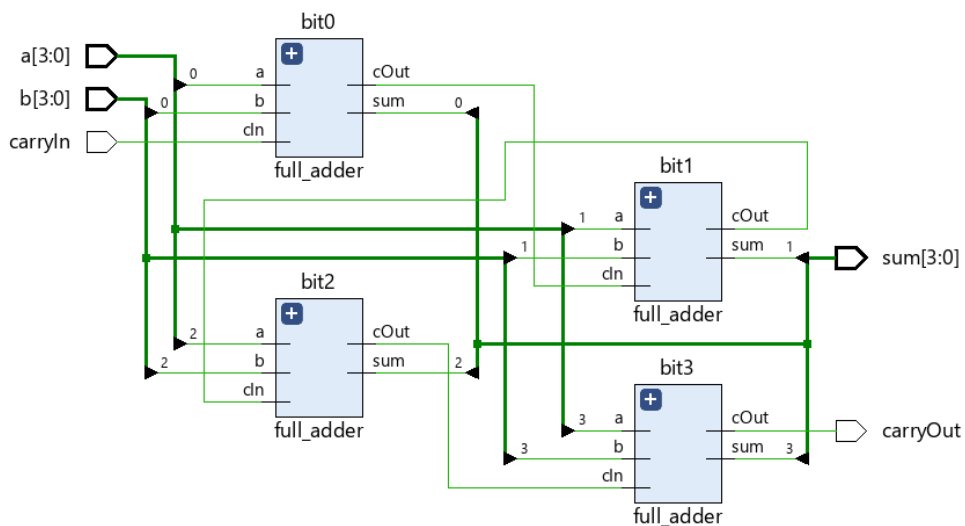 bit0
a[3:0]
0 a cOut
b[3:0]
0 b sum 0
carryIn
cIn
full_adder
bit1
1 a cOut
1 b sum 1
sum[3:0]
cIn
full_adder
bit2
2 a cOut
2 b sum 2
cIn
full_adder
bit3
3 a cOut
carryOut
3 b sum 3
cIn
full_adder